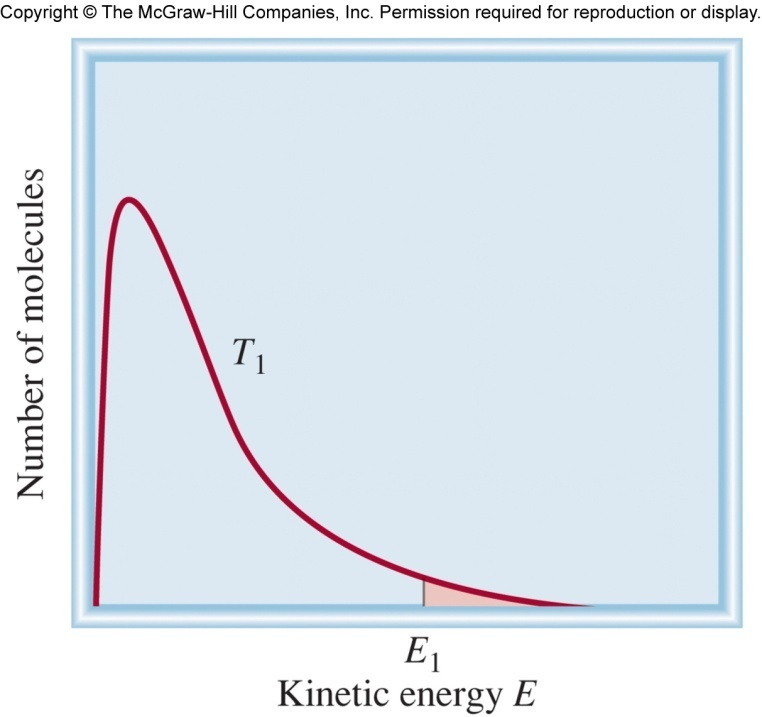 Copyright © The McGraw-Hill Companies, Inc. Permission required for reproduction or display.
Number of molecules
T₁
E₁
Kinetic energy E